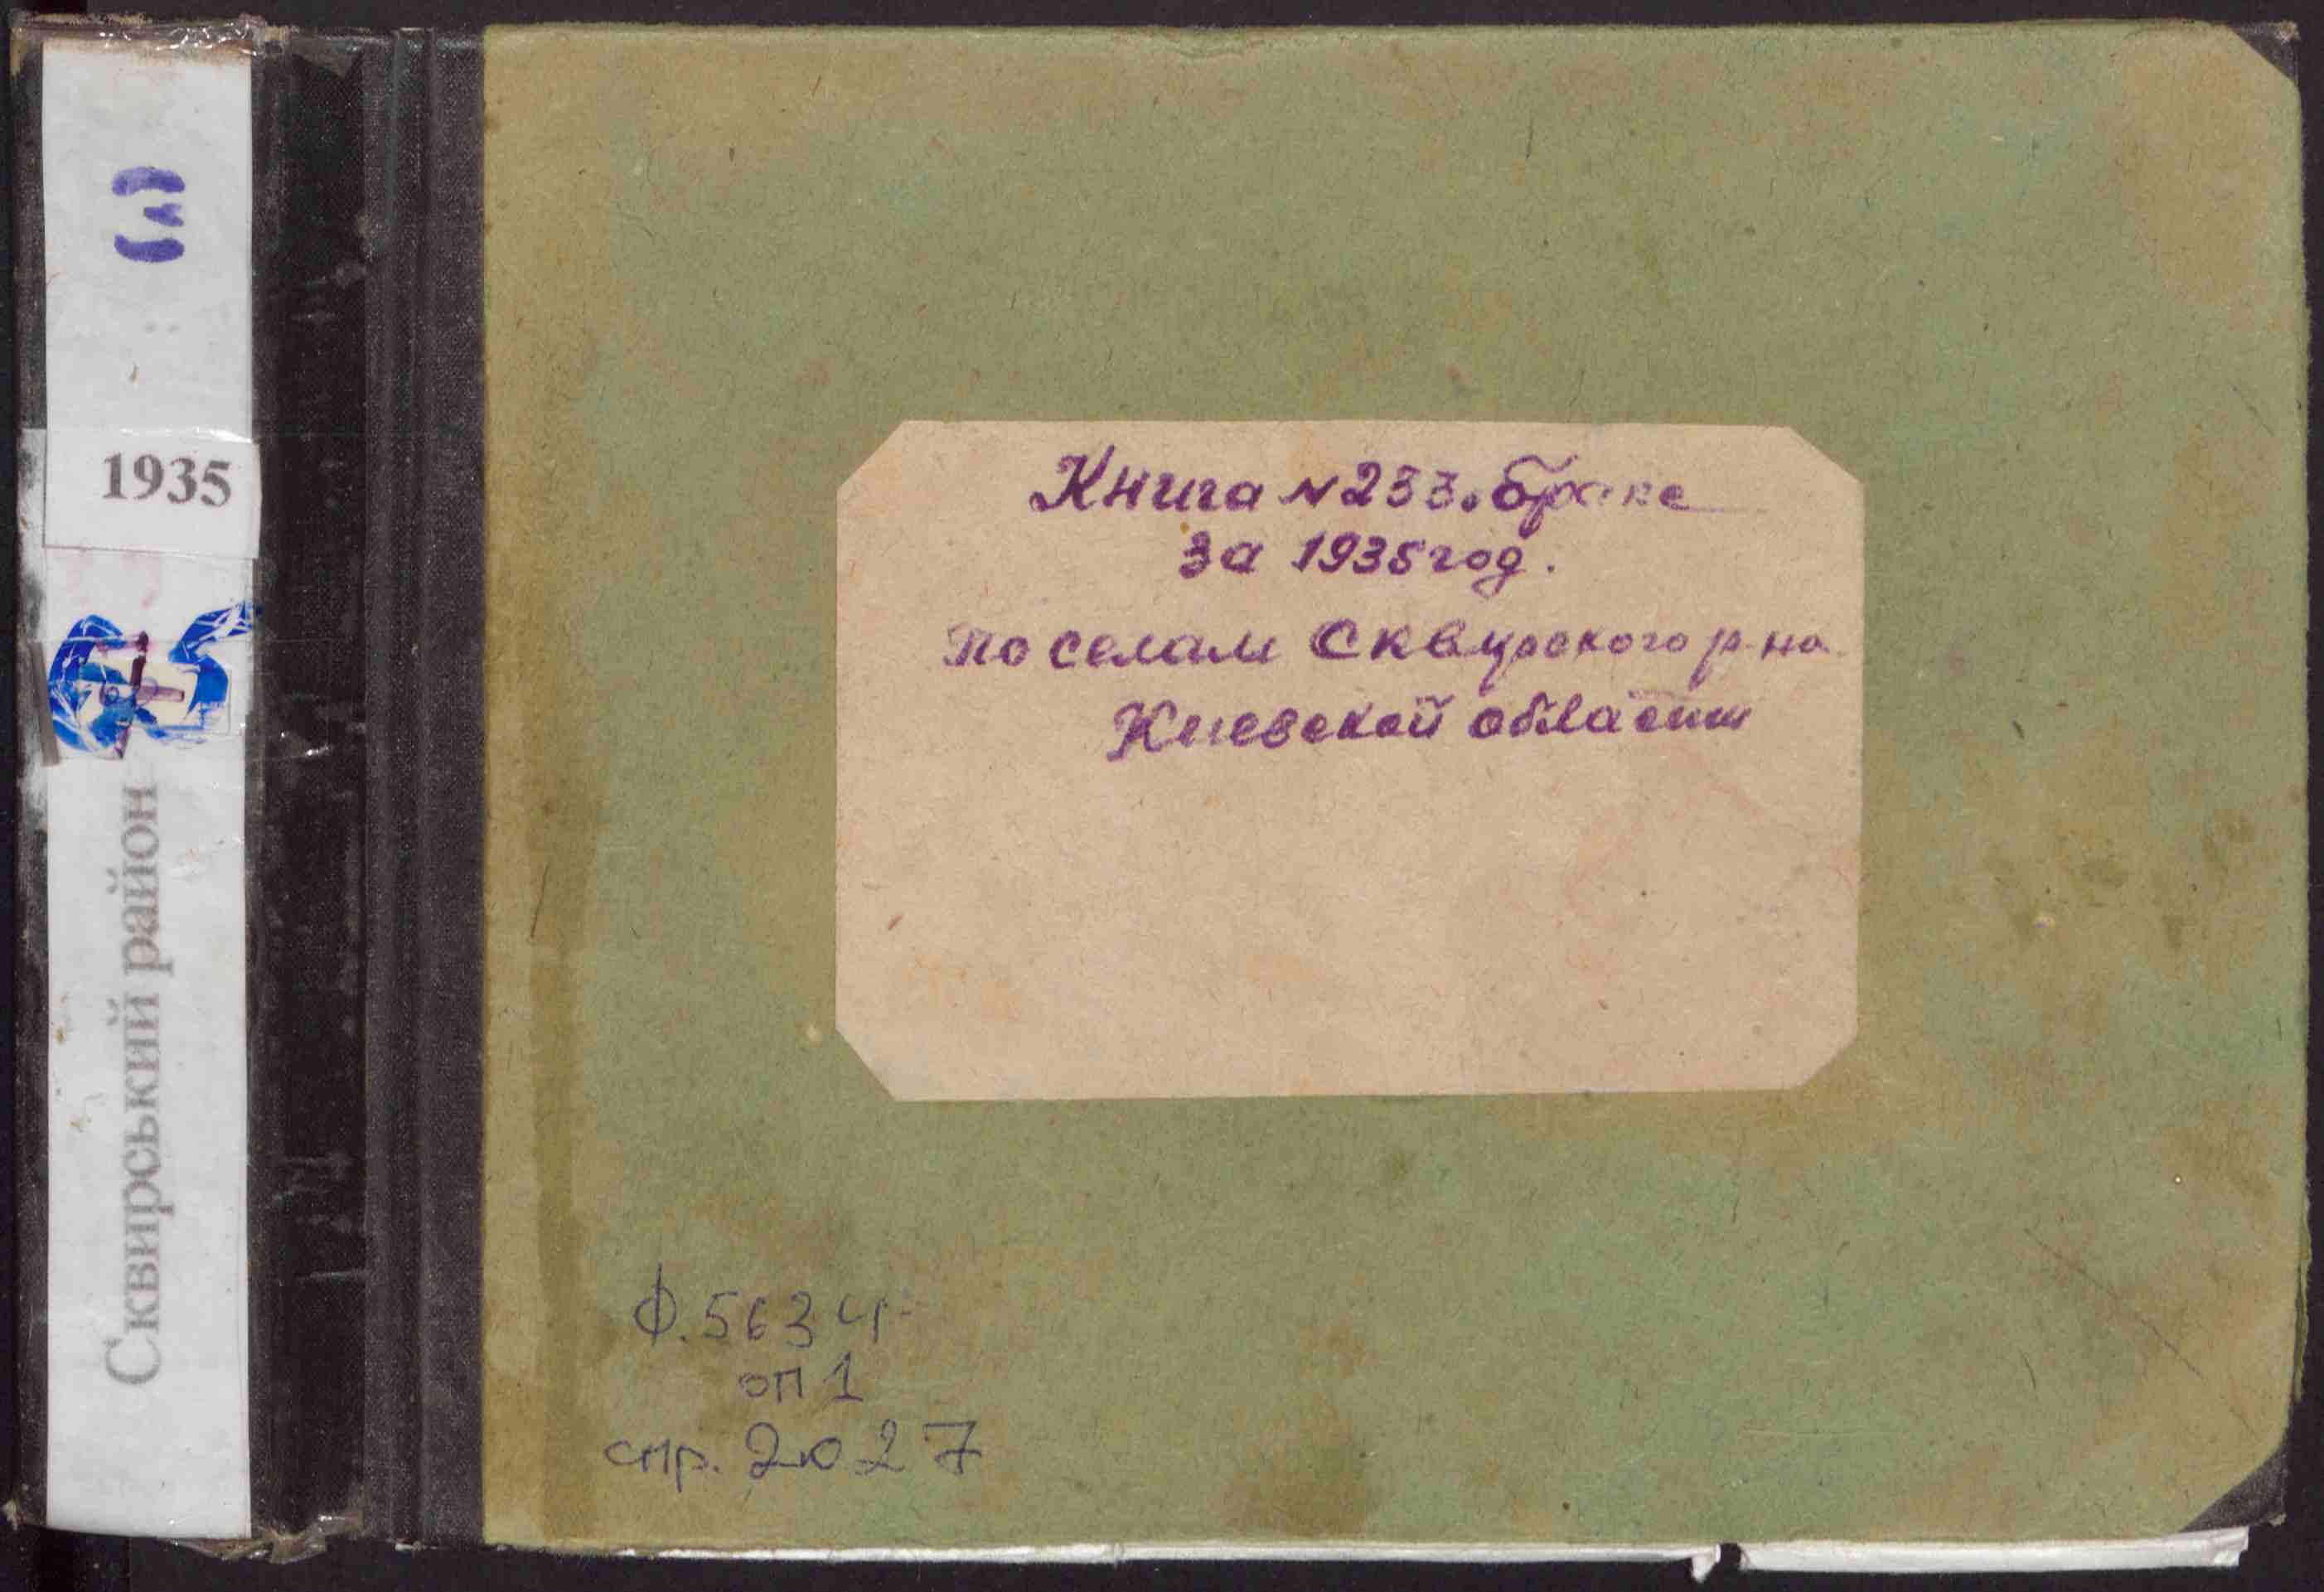 1935
Сквирський район
Книга N 233 о браке
за 1935 год.
по селам Сквирского р-на
Киевской области
ф. 5634
оп 1
спр. 2027